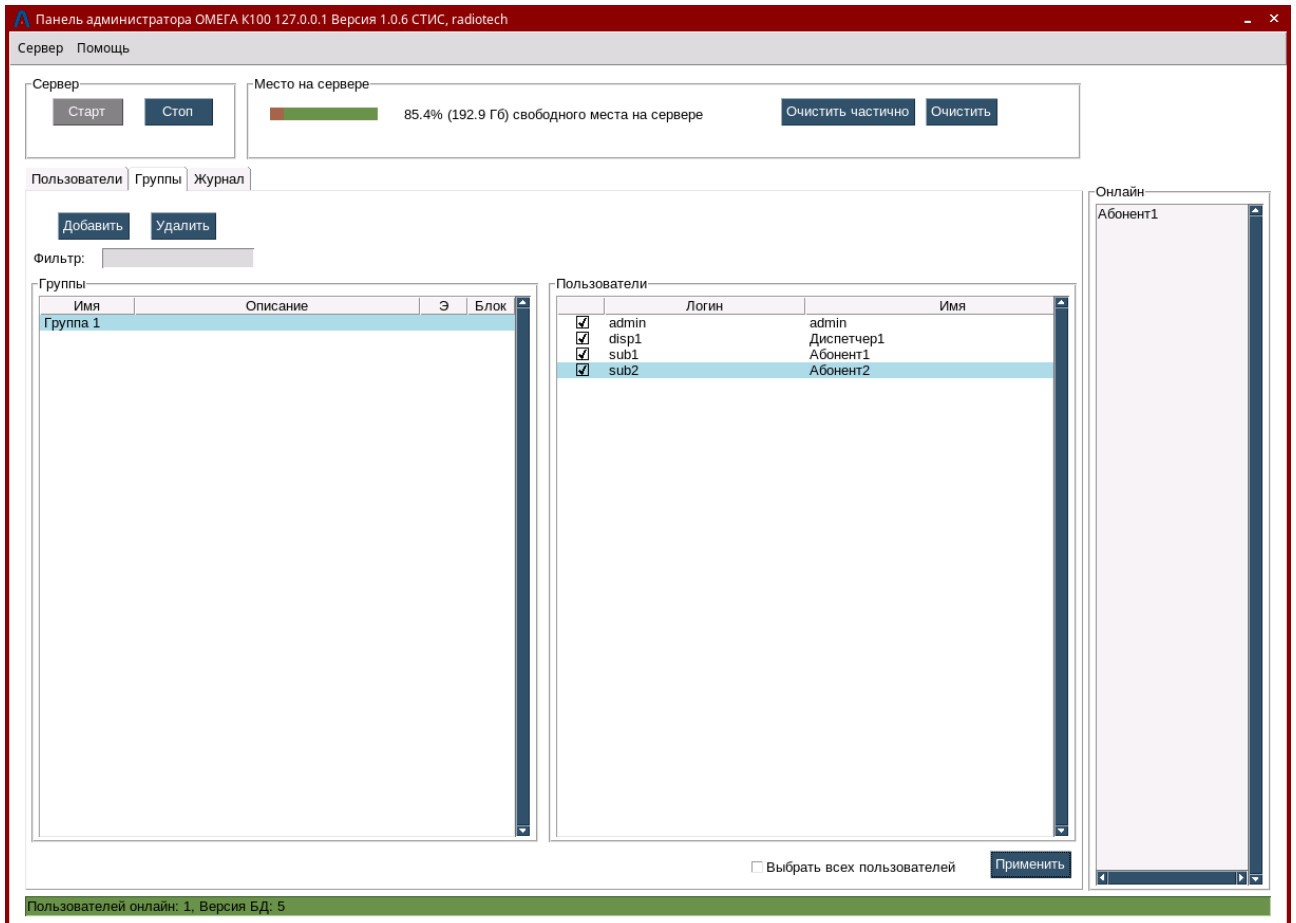 Панель администратора ОМЕГА К100 127.0.0.1 Версия 1.0.6 СТИС, radiotech
Сервер Помощь
Сервер
Место на сервере
Старт Стоп
85.4% (192.9 Гб) свободного места на сервере
Очистить частично Очистить
Пользователи Группы Журнал
Онлайн
Абонент1
Добавить Удалить
Фильтр:
Группы
Имя Описание Э Блок
Группа 1
Пользователи
Логин Имя
admin admin
disp1 Диспетчер1
sub1 Абонент1
sub2 Абонент2
Выбрать всех пользователей Применить
Пользователей онлайн: 1, Версия БД: 5